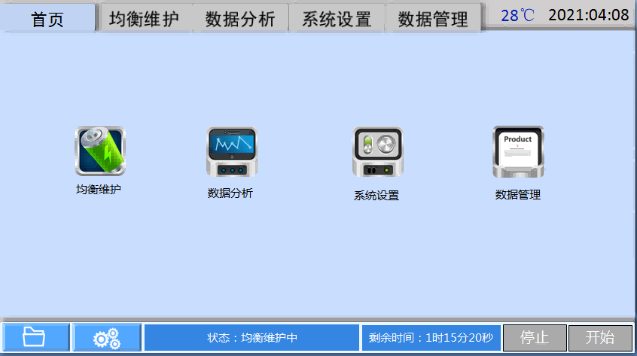 首页 均衡维护 数据分析 系统设置 数据管理 28℃ 2021:04:08
Product
均衡维护 数据分析 系统设置 数据管理
状态：均衡维护中 剩余时间：1时15分20秒 停止 开始